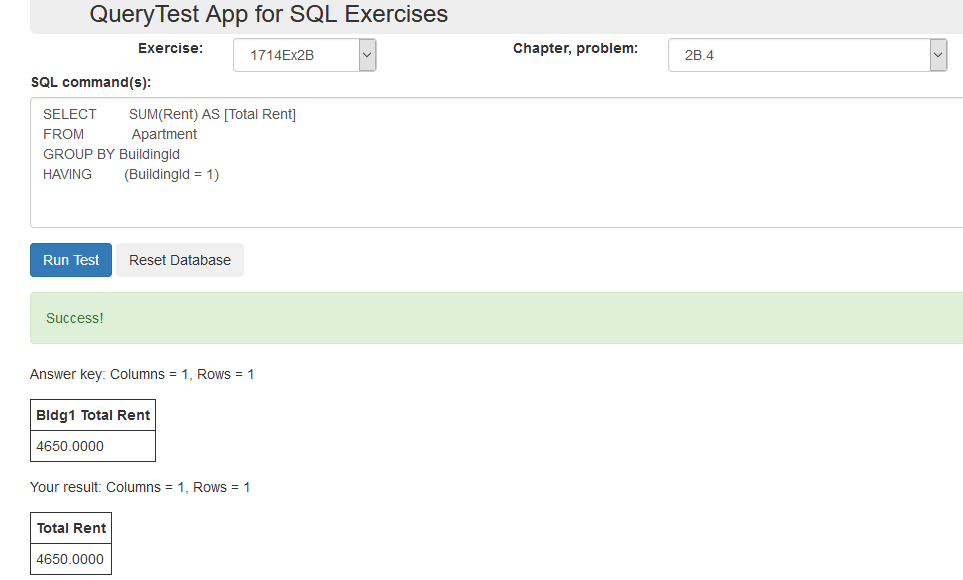 QueryTest App for SQL Exercises
Exercise: 1714Ex2B Chapter, problem: 2B.4
SQL command(s):
SELECT SUM(Rent) AS [Total Rent]
FROM Apartment
GROUP BY BuildingId
HAVING (BuildingId = 1)
Run Test Reset Database
Success!
Answer key: Columns = 1, Rows = 1
Bldg1 Total Rent
4650.0000
Your result: Columns = 1, Rows = 1
Total Rent
4650.0000